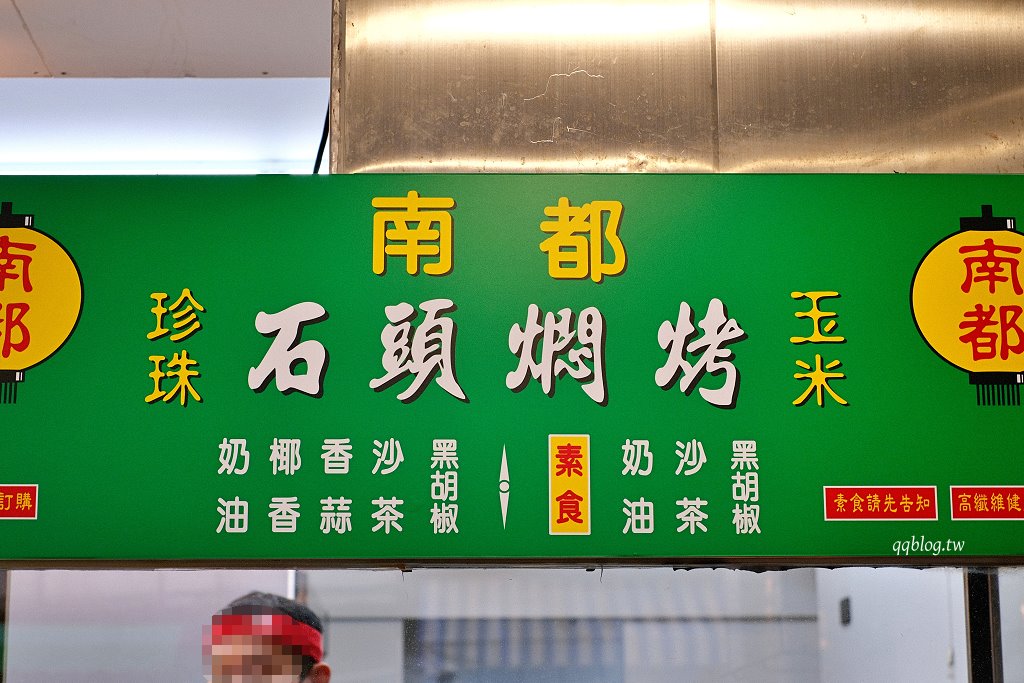 南都
珍珠
石頭燜烤
玉米
南都
南都
奶油
椰香
香蒜
沙茶
黑胡椒
素食
奶油
沙茶
黑胡椒
訂購
素食請先告知
高纖維健
qqblog.tw